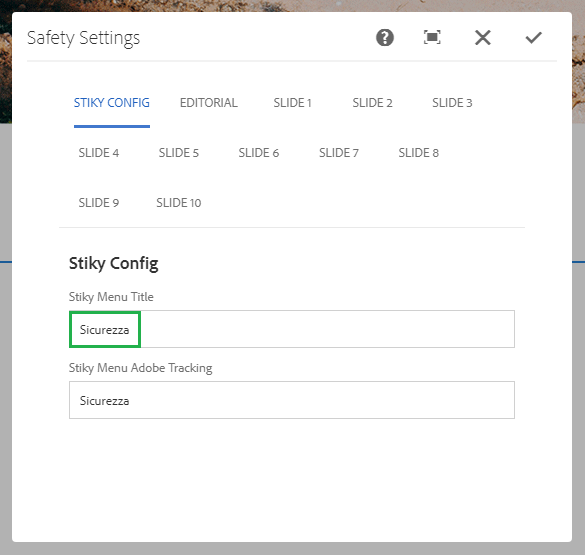 Safety Settings
STIKY CONFIG EDITORIAL SLIDE 1 SLIDE 2 SLIDE 3
SLIDE 4 SLIDE 5 SLIDE 6 SLIDE 7 SLIDE 8
SLIDE 9 SLIDE 10
Stiky Config
Stiky Menu Title
Sicurezza
Stiky Menu Adobe Tracking
Sicurezza